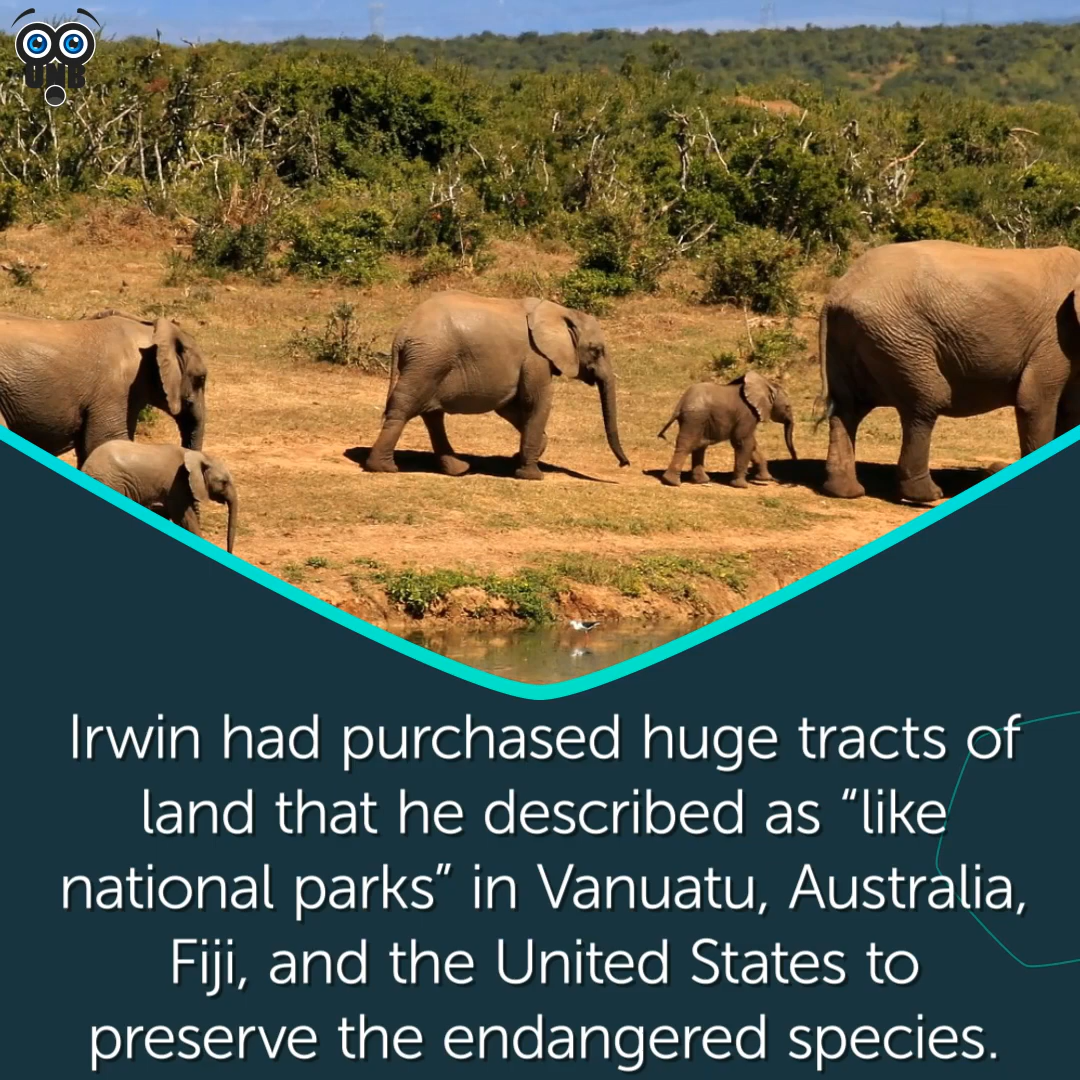 UNB
Irwin had purchased huge tracts of
land that he described as “like
national parks” in Vanuatu, Australia,
Fiji, and the United States to
preserve the endangered species.